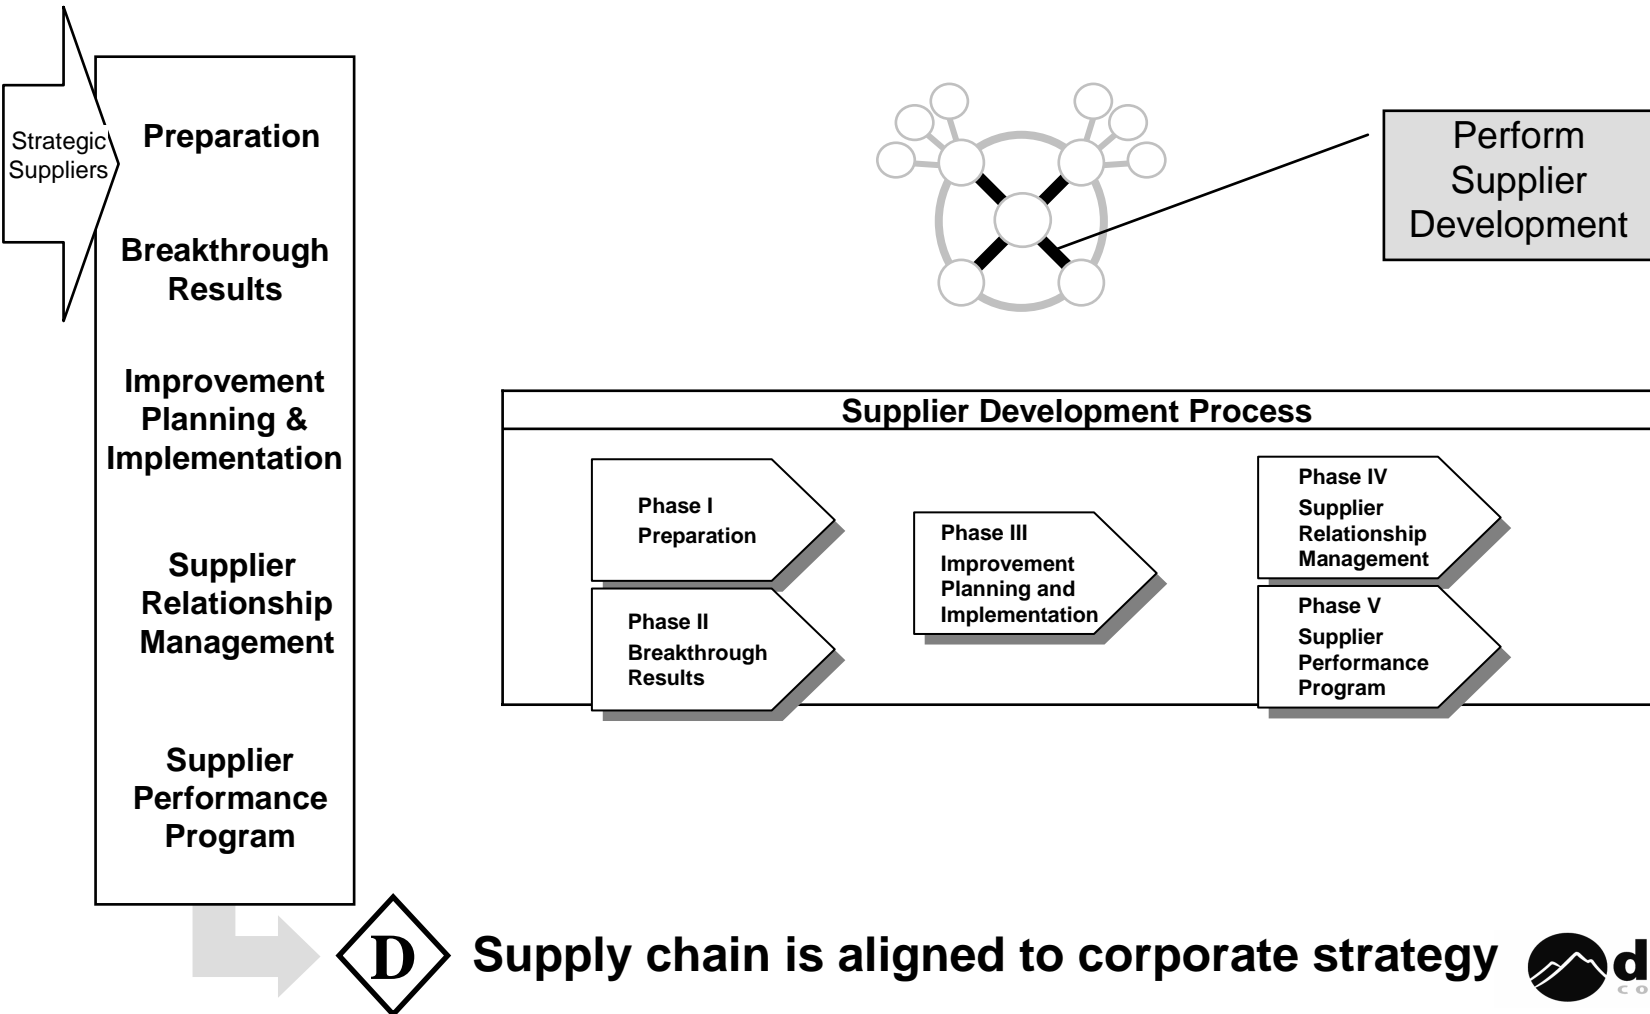 Strategic
Suppliers
Preparation
Breakthrough
Results
Improvement
Planning &
Implementation
Supplier
Relationship
Management
Supplier
Performance
Program
Perform
Supplier
Development
Supplier Development Process
Phase I
Preparation
Phase II
Breakthrough
Results
Phase III
Improvement
Planning and
Implementation
Phase IV
Supplier
Relationship
Management
Phase V
Supplier
Performance
Program
D
Supply chain is aligned to corporate strategy